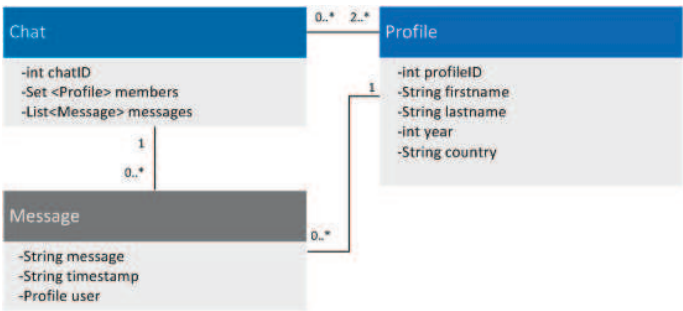 Chat
-int chatID
-Set <Profile> members
-List<Message> messages
0..* 2..*
Profile
-int profileID
-String firstname
-String lastname
-int year
-String country
1
1
0..*
0..*
Message
-String message
-String timestamp
-Profile user